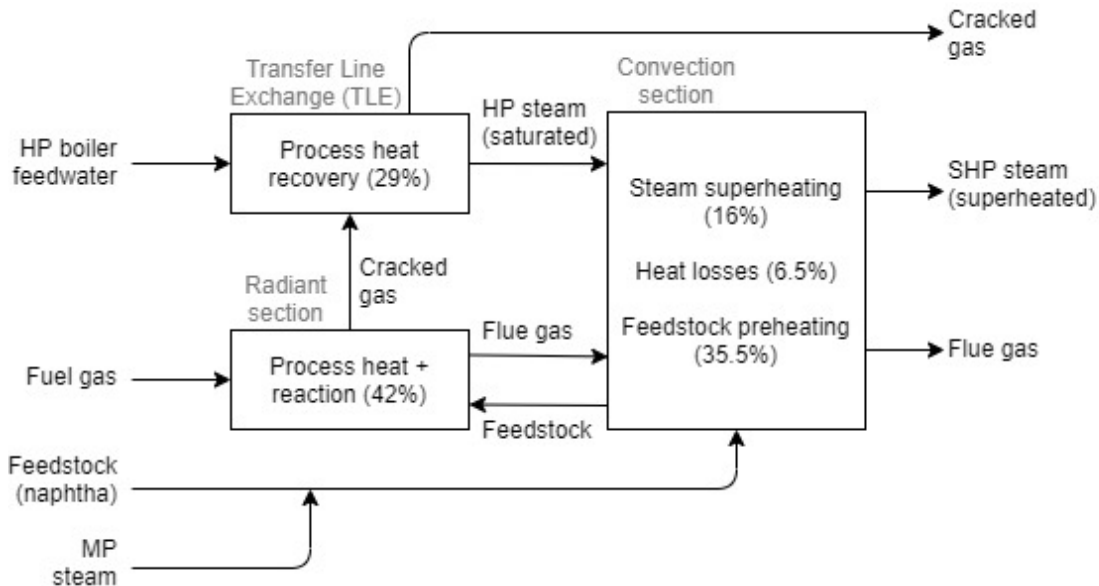 Cracked
gas
Transfer Line
Exchange (TLE)
Convection
section
HP steam
(saturated)
HP boiler
feedwater
Process heat
recovery (29%)
Steam superheating
(16%)
SHP steam
(superheated)
Cracked
gas
Heat losses (6.5%)
Radiant
section
Flue gas
Feedstock preheating
(35.5%)
Flue gas
Fuel gas
Process heat +
reaction (42%)
Feedstock
Feedstock
(naphtha)
MP
steam